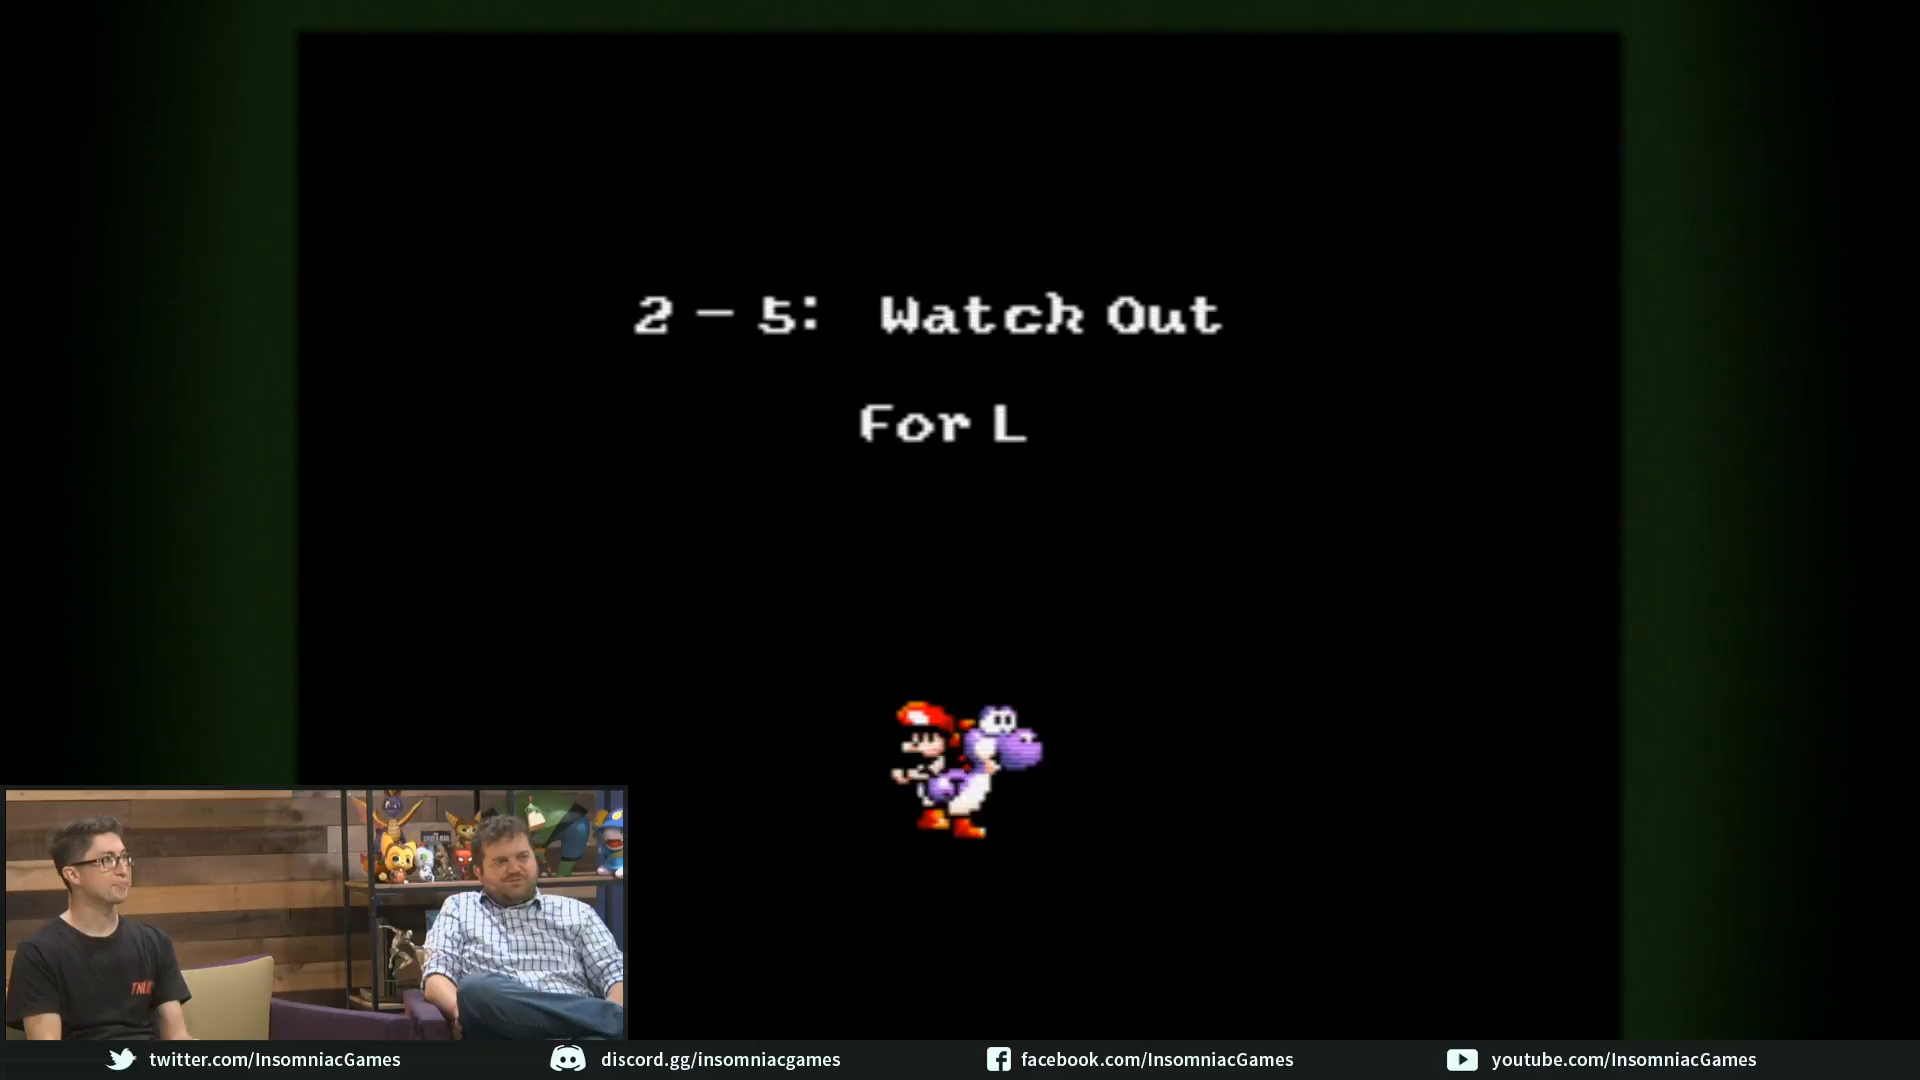 2 - 5: Watch Out
For L
twitter.com/InsomniacGames
discord.gg/insomniacgames
facebook.com/InsomniacGames
youtube.com/InsomniacGames